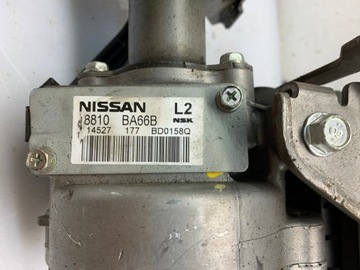 NISSAN L2
8810 BA66B NSK
14527 177 BD0158Q